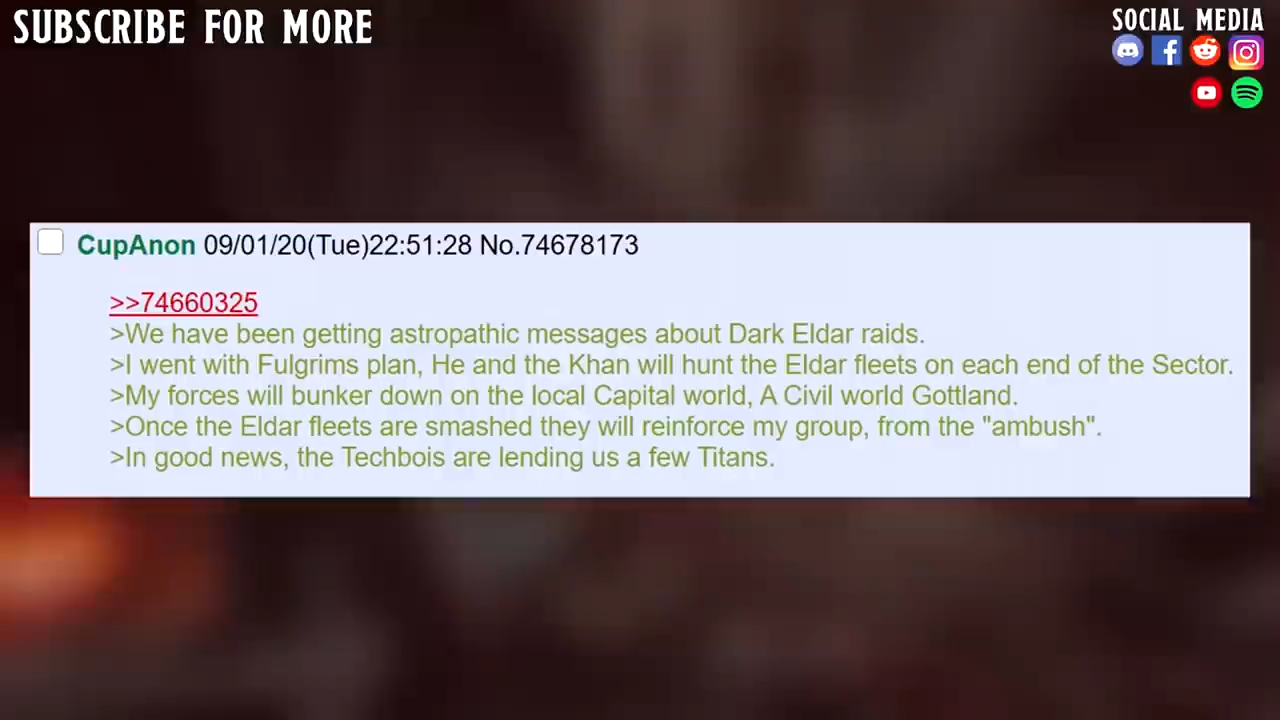 SUBSCRIBE FOR MORE
SOCIAL MEDIA
CupAnon 09/01/20(Tue)22:51:28 No.74678173
>>74660325
>We have been getting astropathic messages about Dark Eldar raids.
>I went with Fulgrims plan, He and the Khan will hunt the Eldar fleets on each end of the Sector.
>My forces will bunker down on the local Capital world, A Civil world Gottland.
>Once the Eldar fleets are smashed they will reinforce my group, from the "ambush".
>In good news, the Techbois are lending us a few Titans.